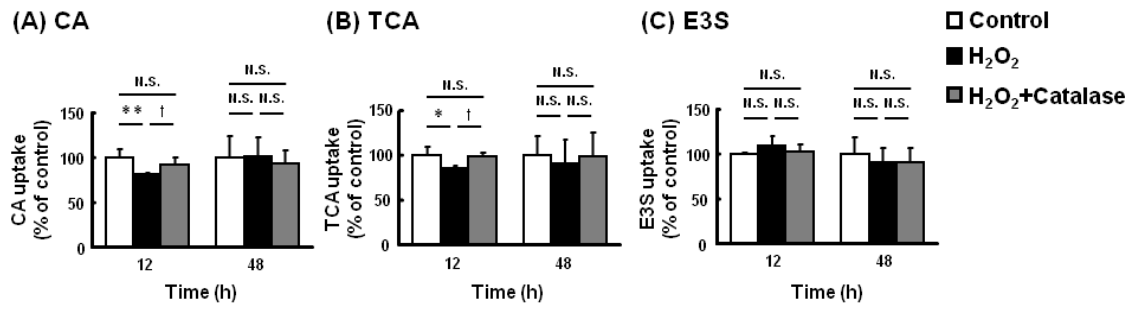 (A) CA
(B) TCA
(C) E3S
Control
H₂O₂
H₂O₂+Catalase
N.S.
** †
N.S.
N.S. N.S.
150
100
50
0
CA uptake
(% of control)
12 48
Time (h)
N.S.
* †
N.S.
N.S. N.S.
150
100
50
0
TCA uptake
(% of control)
12 48
Time (h)
N.S.
N.S. N.S.
N.S.
N.S. N.S.
150
100
50
0
E3S uptake
(% of control)
12 48
Time (h)